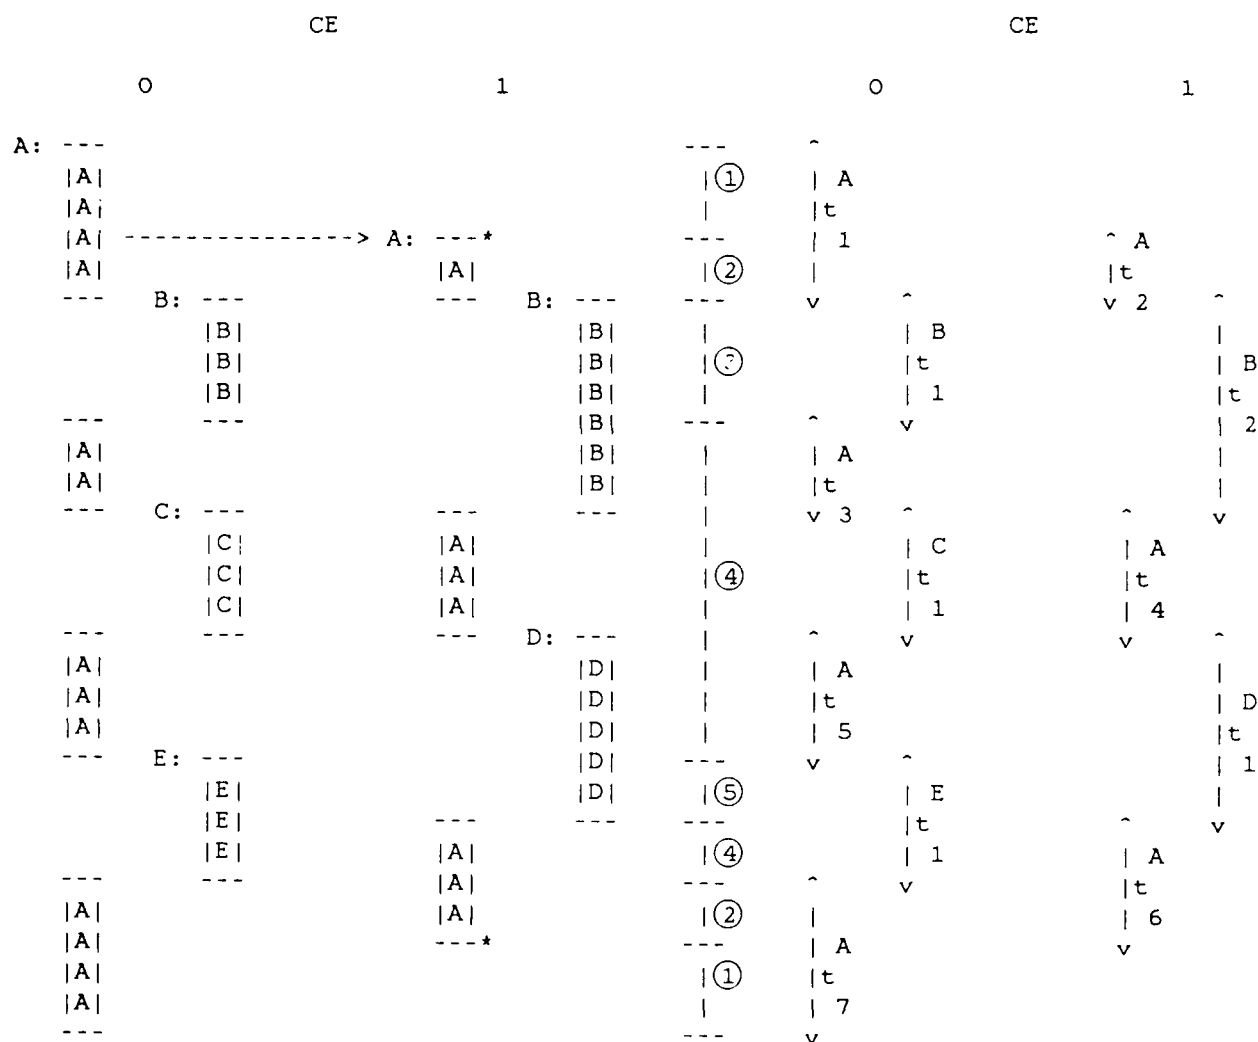 CE CE
0 1 0 1
A: --- --- ^
|A| |① | A
|A| | |t
|A| ---------------> A: ---* --- | 1 ^ A
|A| |A| |② | |t
--- B: --- --- B: --- --- v ^ v 2 ^
|B| |B| | | B |
|B| |B| |③ |t | B
|B| |B| | | 1 |t
--- --- |B| --- ^ v | 2
|A| |B| | | A |
|A| |B| | |t |
--- C: --- --- --- | v 3 ^ ^ v
|C| |A| | | C | A
|C| |A| |④ |t |t
|C| |A| | | 1 | 4
--- --- --- D: --- | ^ v v ^
|A| |D| | | A |
|A| |D| | |t | D
|A| |D| | | 5 |t
--- E: --- |D| --- v ^ | 1
|E| |D| |⑤ | E |
|E| --- --- --- |t ^ v
|E| |A| |④ | 1 | A
--- --- |A| --- ^ v |t
|A| |A| |② | | 6
|A| ---* --- | A v
|A| |① |t
|A| | | 7
--- --- v